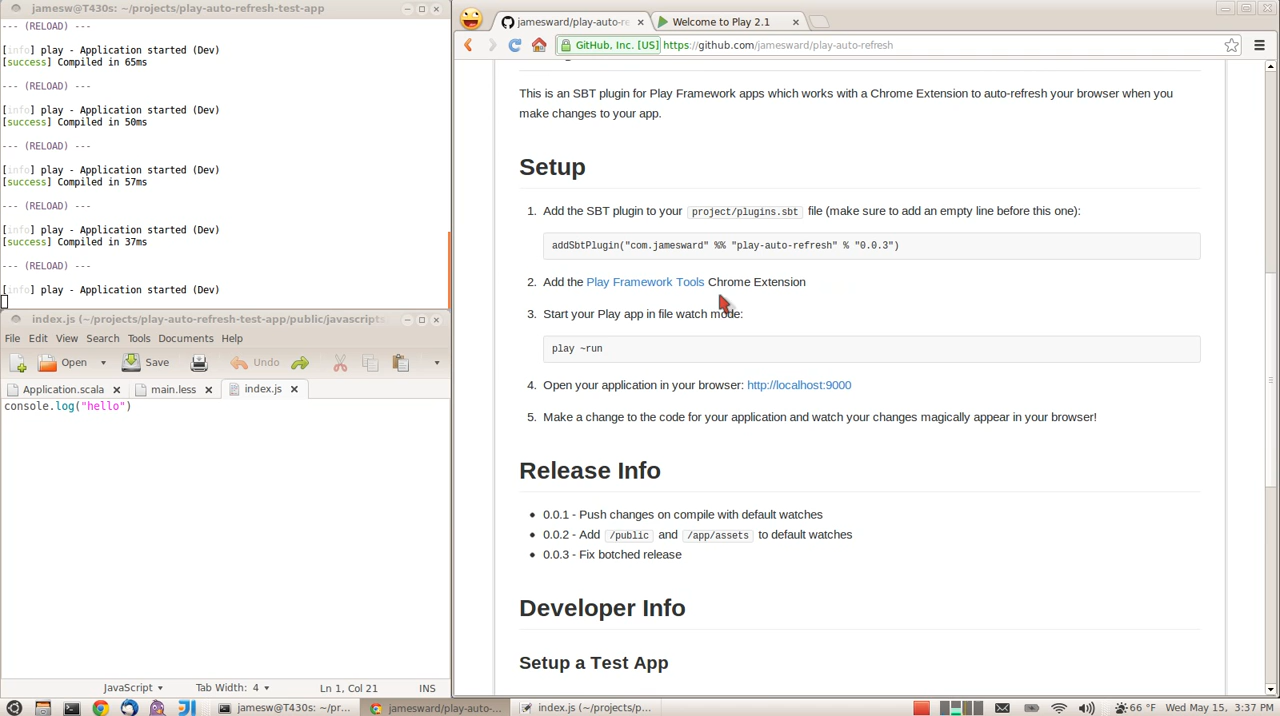 jamesw@T430s: ~/projects/play-auto-refresh-test-app
--- (RELOAD) ---
[info] play - Application started (Dev)
[success] Compiled in 65ms
--- (RELOAD) ---
[info] play - Application started (Dev)
[success] Compiled in 50ms
--- (RELOAD) ---
[info] play - Application started (Dev)
[success] Compiled in 57ms
--- (RELOAD) ---
[info] play - Application started (Dev)
[success] Compiled in 37ms
--- (RELOAD) ---
[info] play - Application started (Dev)
index.js (~/projects/play-auto-refresh-test-app/public/javascripts
File Edit View Search Tools Documents Help
Open Save Undo
Application.scala main.less index.js
console.log("hello")
JavaScript Tab Width: 4 Ln 1, Col 21 INS
jamesward/play-auto-re Welcome to Play 2.1
GitHub, Inc. [US] https://github.com/jamesward/play-auto-refresh
This is an SBT plugin for Play Framework apps which works with a Chrome Extension to auto-refresh your browser when you
make changes to your app.
Setup
1. Add the SBT plugin to your project/plugins.sbt file (make sure to add an empty line before this one):
addSbtPlugin("com.jamesward" %% "play-auto-refresh" % "0.0.3")
2. Add the Play Framework Tools Chrome Extension
3. Start your Play app in file watch mode:
play ~run
4. Open your application in your browser: http://localhost:9000
5. Make a change to the code for your application and watch your changes magically appear in your browser!
Release Info
• 0.0.1 - Push changes on compile with default watches
• 0.0.2 - Add /public and /app/assets to default watches
• 0.0.3 - Fix botched release
Developer Info
Setup a Test App
jamesw@T430s: ~/pr... jamesward/play-auto-... index.js (~/projects/p... 66 °F Wed May 15, 3:37 PM